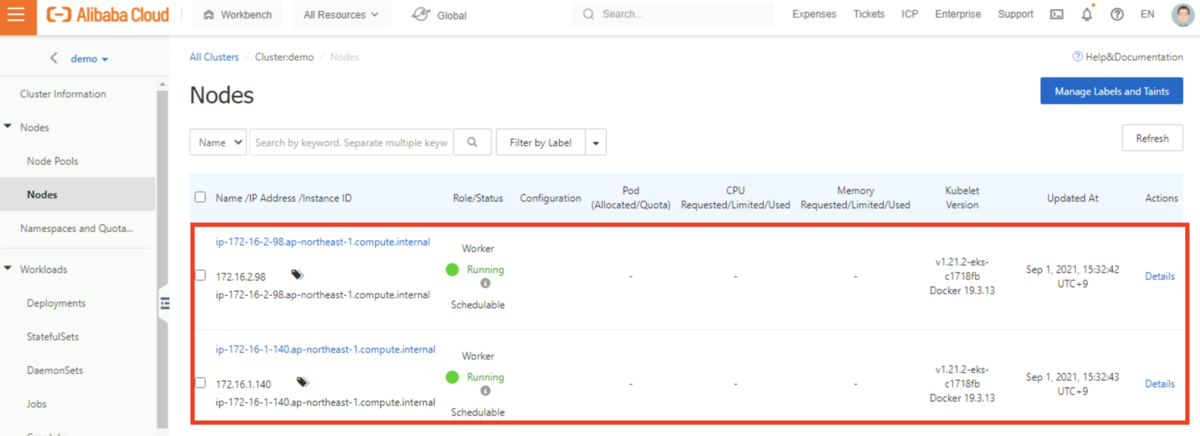 Alibaba Cloud
Workbench
All Resources
Global
Search...
Expenses
Tickets
ICP
Enterprise
Support
EN
demo
All Clusters / Cluster:demo / Nodes
Help&Documentation
Cluster Information
Nodes
Node Pools
Nodes
Namespaces and Quota...
Workloads
Deployments
StatefulSets
DaemonSets
Jobs
Nodes
Manage Labels and Taints
Name
Search by keyword. Separate multiple keyw
Filter by Label
Refresh
Name /IP Address /Instance ID
Role/Status
Configuration
Pod
(Allocated/Quota)
CPU
Requested/Limited/Used
Memory
Requested/Limited/Used
Kubelet
Version
Updated At
Actions
ip-172-16-2-98.ap-northeast-1.compute.internal
172.16.2.98
ip-172-16-2-98.ap-northeast-1.compute.internal
Worker
Running
Schedulable
-
-
-
v1.21.2-eks-
c1718fb
Docker 19.3.13
Sep 1, 2021, 15:32:42
UTC+9
Details
ip-172-16-1-140.ap-northeast-1.compute.internal
172.16.1.140
ip-172-16-1-140.ap-northeast-1.compute.internal
Worker
Running
Schedulable
-
-
-
v1.21.2-eks-
c1718fb
Docker 19.3.13
Sep 1, 2021, 15:32:43
UTC+9
Details